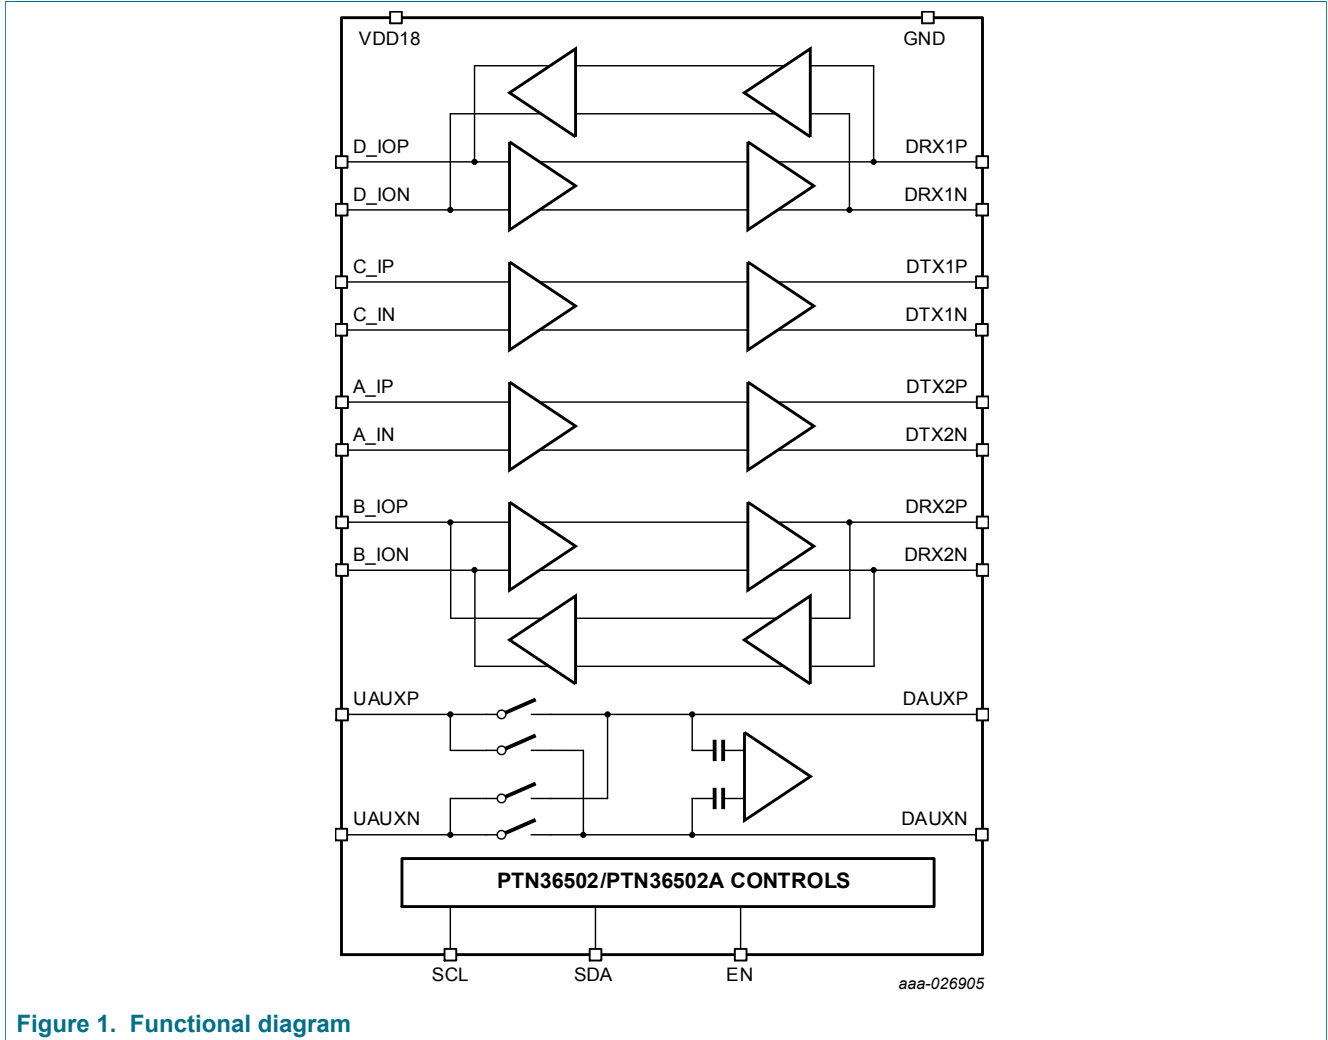 VDD18 GND
D_IOP DRX1P
D_ION DRX1N
C_IP DTX1P
C_IN DTX1N
A_IP DTX2P
A_IN DTX2N
B_IOP DRX2P
B_ION DRX2N
UAUXP DAUXP
UAUXN DAUXN
PTN36502/PTN36502A CONTROLS
SCL SDA EN
aaa-026905
Figure 1. Functional diagram